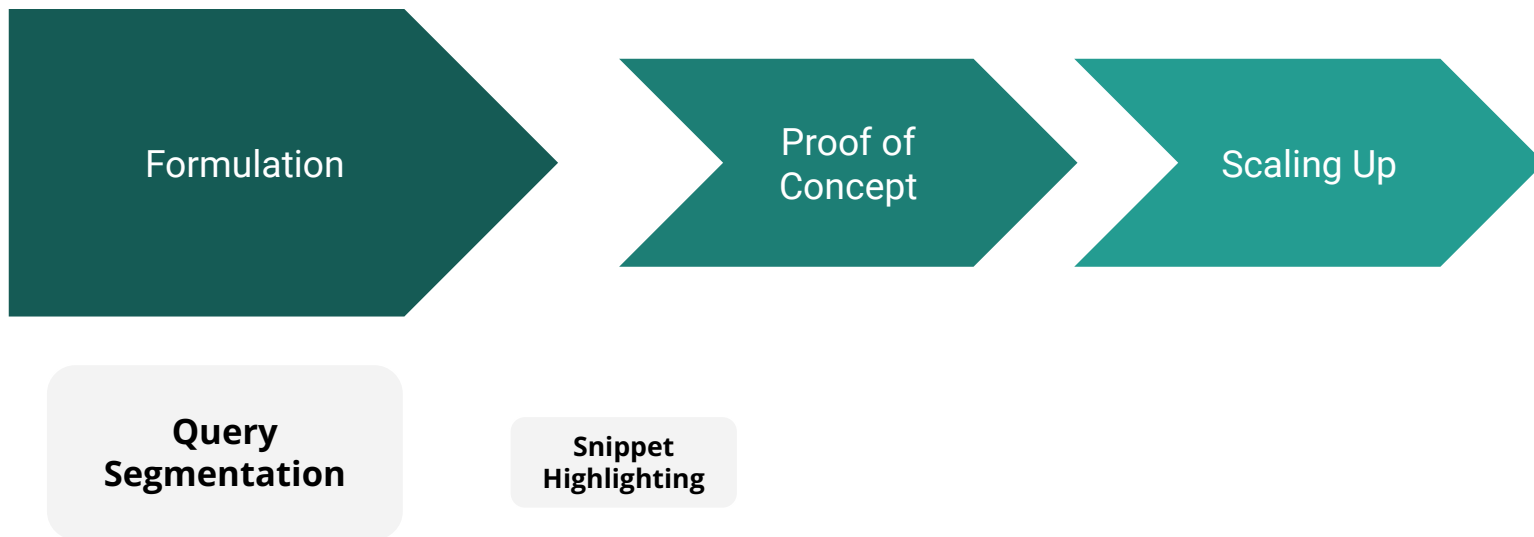 Formulation
Proof of
Concept
Scaling Up
Query
Segmentation
Snippet
Highlighting